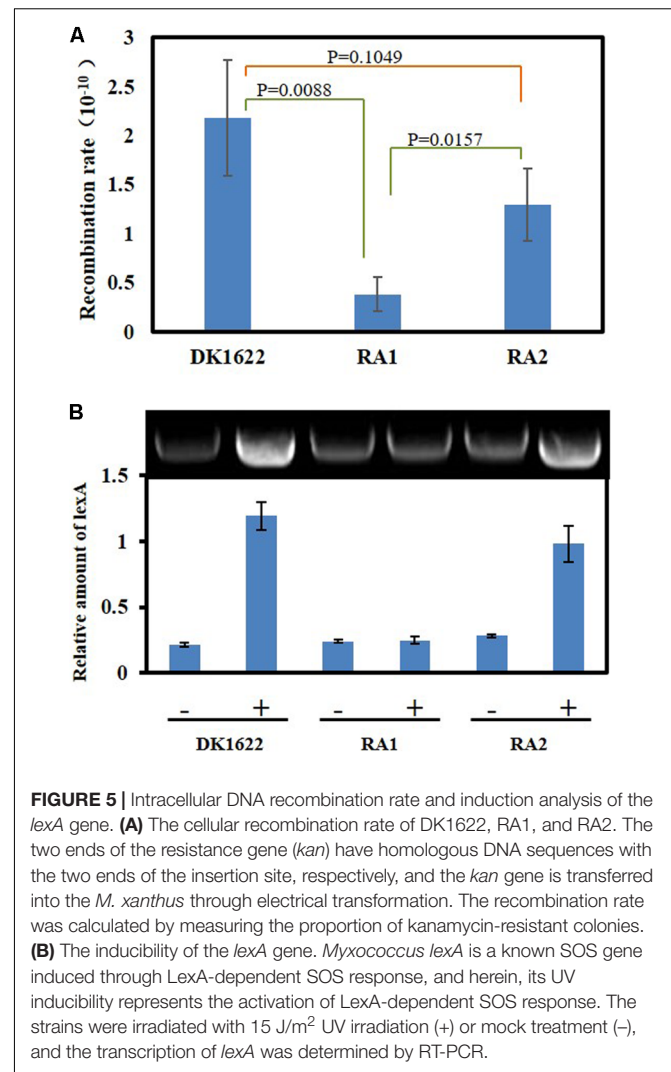 A
3
2.5
2
1.5
1
0.5
0
Recombination rate (10⁻¹⁰)
P=0.1049
P=0.0088
P=0.0157
DK1622 RA1 RA2
B
1.5
1
0.5
0
Relative amount of lexA
- + - + - +
DK1622 RA1 RA2
FIGURE 5 | Intracellular DNA recombination rate and induction analysis of the
lexA gene. (A) The cellular recombination rate of DK1622, RA1, and RA2. The
two ends of the resistance gene (kan) have homologous DNA sequences with
the two ends of the insertion site, respectively, and the kan gene is transferred
into the M. xanthus through electrical transformation. The recombination rate
was calculated by measuring the proportion of kanamycin-resistant colonies.
(B) The inducibility of the lexA gene. Myxococcus lexA is a known SOS gene
induced through LexA-dependent SOS response, and herein, its UV
inducibility represents the activation of LexA-dependent SOS response. The
strains were irradiated with 15 J/m² UV irradiation (+) or mock treatment (–),
and the transcription of lexA was determined by RT-PCR.